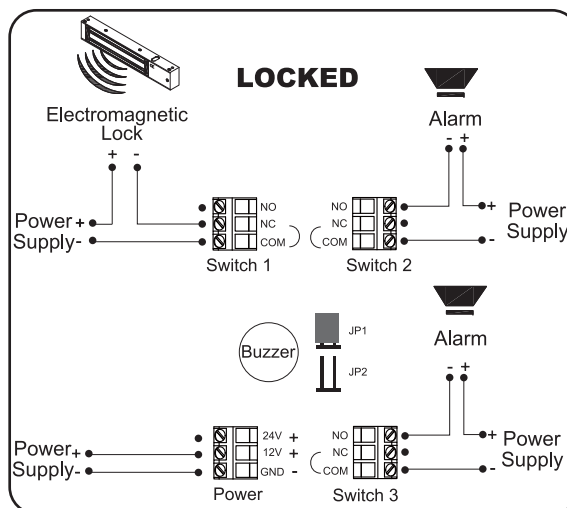 LOCKED
Electromagnetic
Lock
+ -
Alarm
- +
Power +
Supply-
NO
NC
COM
Switch 1
NO
NC
COM
Switch 2
+ Power
- Supply
Buzzer
JP1
JP2
Alarm
- +
Power+
Supply-
24V +
12V +
GND -
Power
NO
NC
COM
Switch 3
+ Power
- Supply